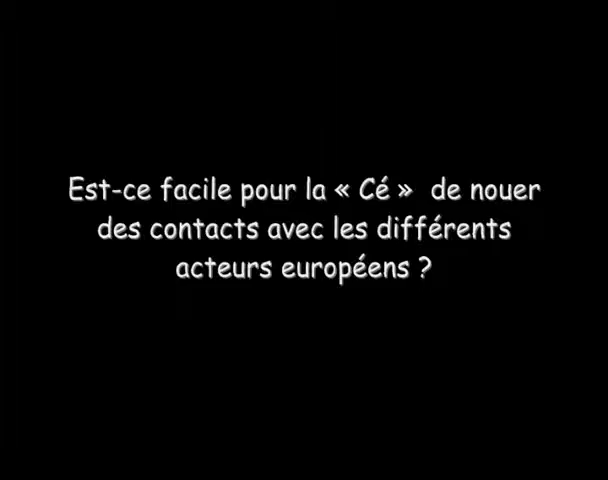 Est-ce facile pour la « Cé » de nouer
des contacts avec les différents
acteurs européens ?